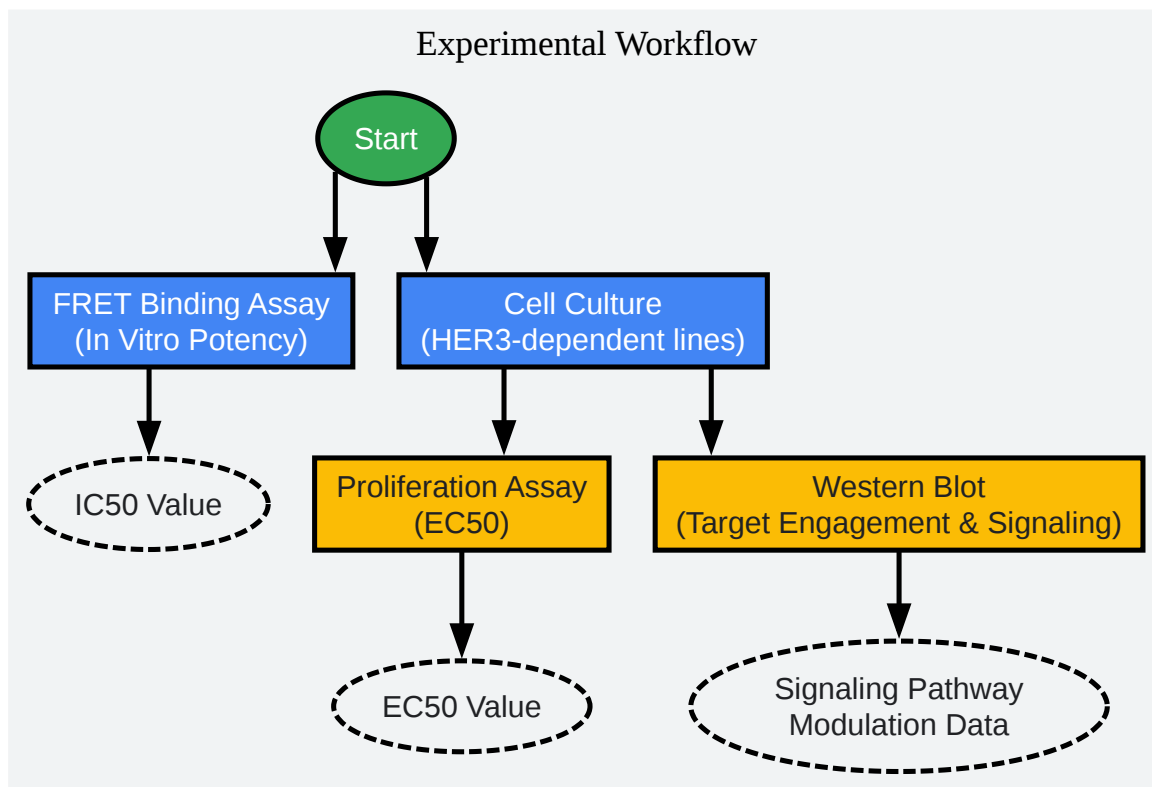 Experimental Workflow
Start
FRET Binding Assay
(In Vitro Potency)
Cell Culture
(HER3-dependent lines)
IC50 Value
Proliferation Assay
(EC50)
Western Blot
(Target Engagement & Signaling)
EC50 Value
Signaling Pathway
Modulation Data